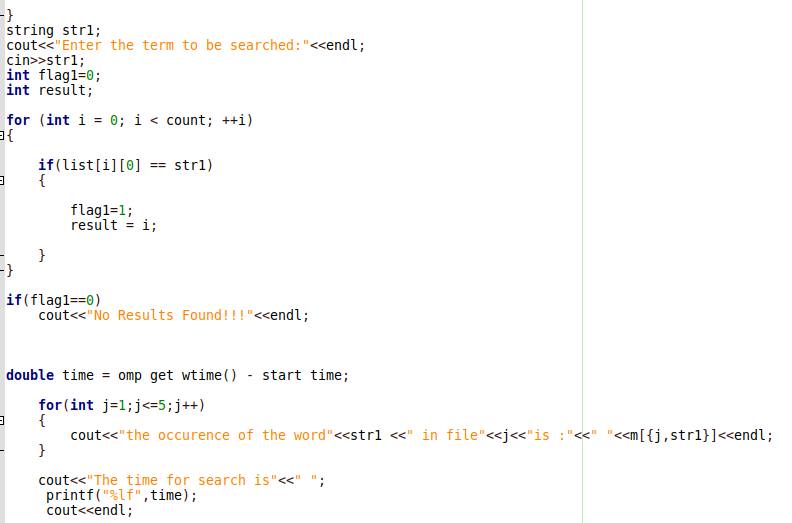 }
string str1;
cout<<"Enter the term to be searched:"<<endl;
cin>>str1;
int flag1=0;
int result;
for (int i = 0; i < count; ++i)
{
if(list[i][0] == str1)
{
flag1=1;
result = i;
}
}
if(flag1==0)
cout<<"No Results Found!!!"<<endl;
double time = omp get wtime() - start time;
for(int j=1;j<=5;j++)
{
cout<<"the occurence of the word"<<str1 <<" in file"<<j<<"is :"<<" "<<m[{j,str1}]<<endl;
}
cout<<"The time for search is"<<" ";
printf("%lf",time);
cout<<endl;